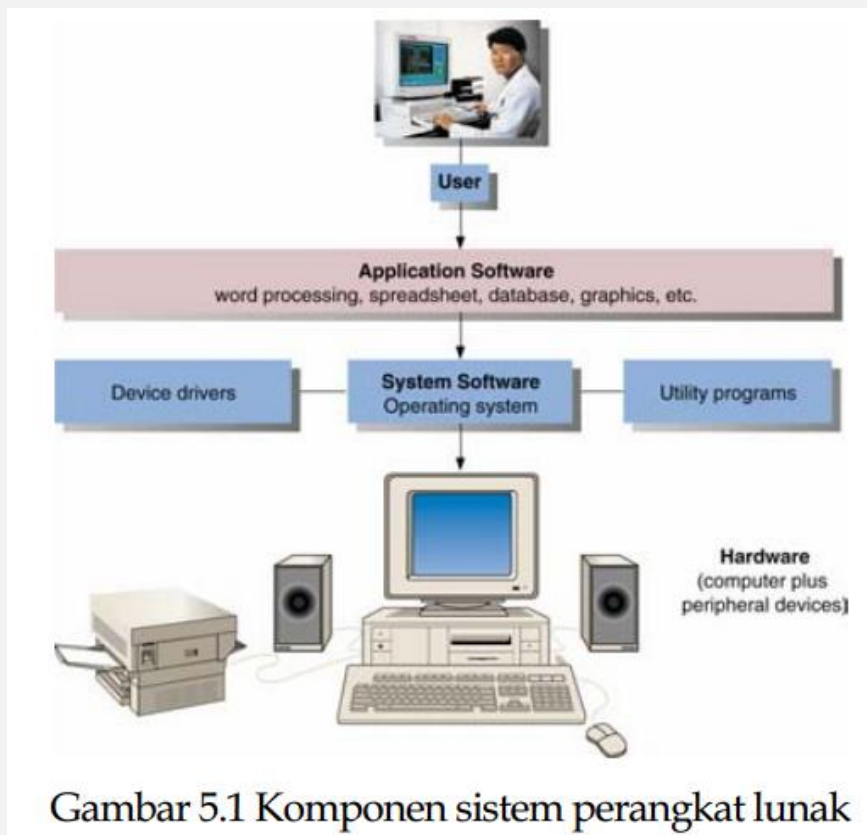 User
Application Software
word processing, spreadsheet, database, graphics, etc.
Device drivers
System Software
Operating system
Utility programs
Hardware
(computer plus
peripheral devices)
Gambar 5.1 Komponen sistem perangkat lunak